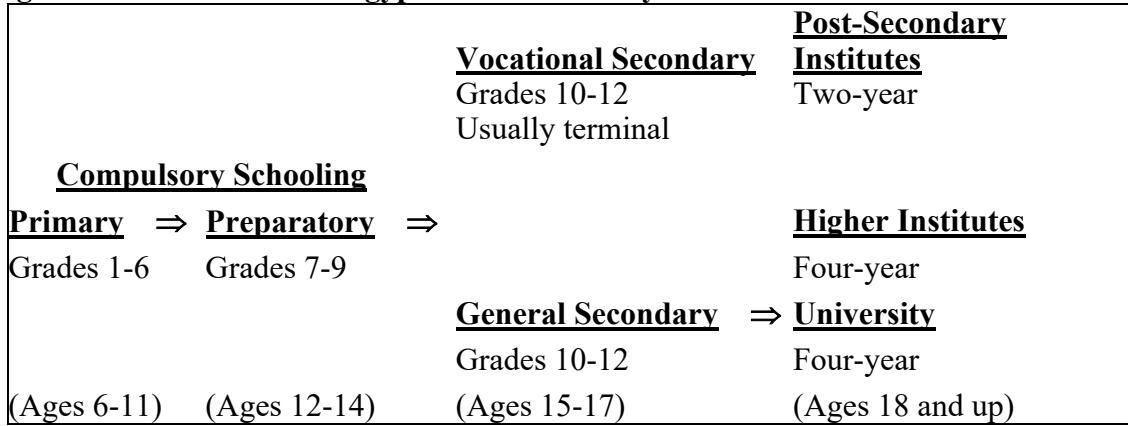 Post-Secondary
Vocational Secondary Institutes
Grades 10-12 Two-year
Usually terminal
Compulsory Schooling
Primary ⇒ Preparatory ⇒ Higher Institutes
Grades 1-6 Grades 7-9 Four-year
General Secondary ⇒ University
Grades 10-12 Four-year
(Ages 6-11) (Ages 12-14) (Ages 15-17) (Ages 18 and up)